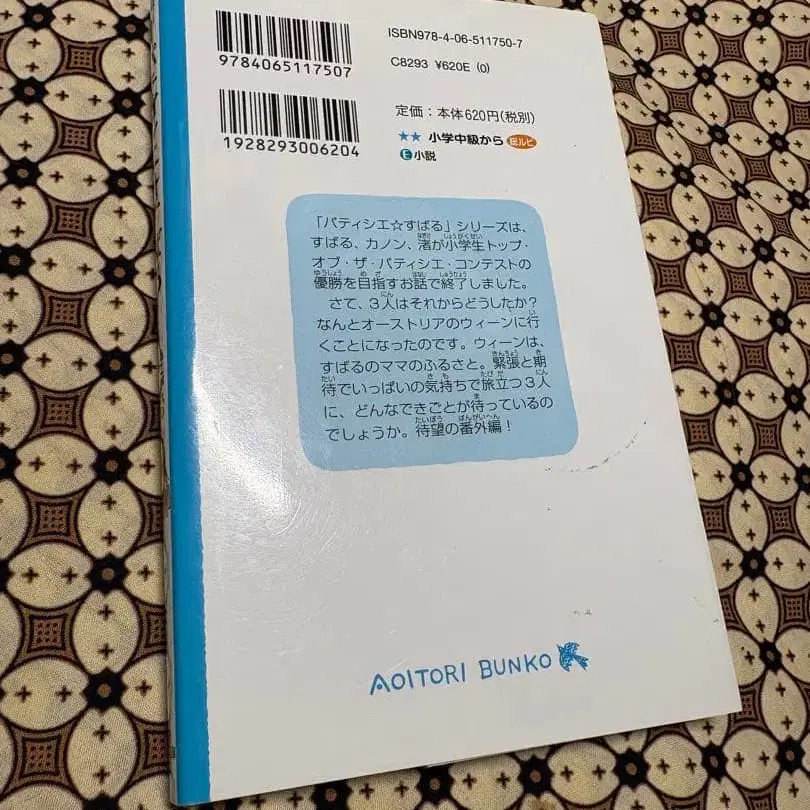 ISBN978-4-06-511750-7
9784065117507
C8293 ¥620E (0)
定価：本体620円(税別)
1928293006204
★★ 小学中級から 総ルビ
E 小説
「パティシエ☆すばる」シリーズは、
すばる、カノン、渚が小学生トップ・
オブ・ザ・パティシエ・コンテストの
優勝を目指すお話で終了しました。
さて、3人はそれからどうしたか？
なんとオーストリアのウィーンに行
くことになったのです。ウィーンは、
すばるのママのふるさと。緊張と期
待でいっぱいの気持ちで旅立つ3人
に、どんなできごとが待っているの
でしょうか。待望の番外編！
AOITORI BUNKO